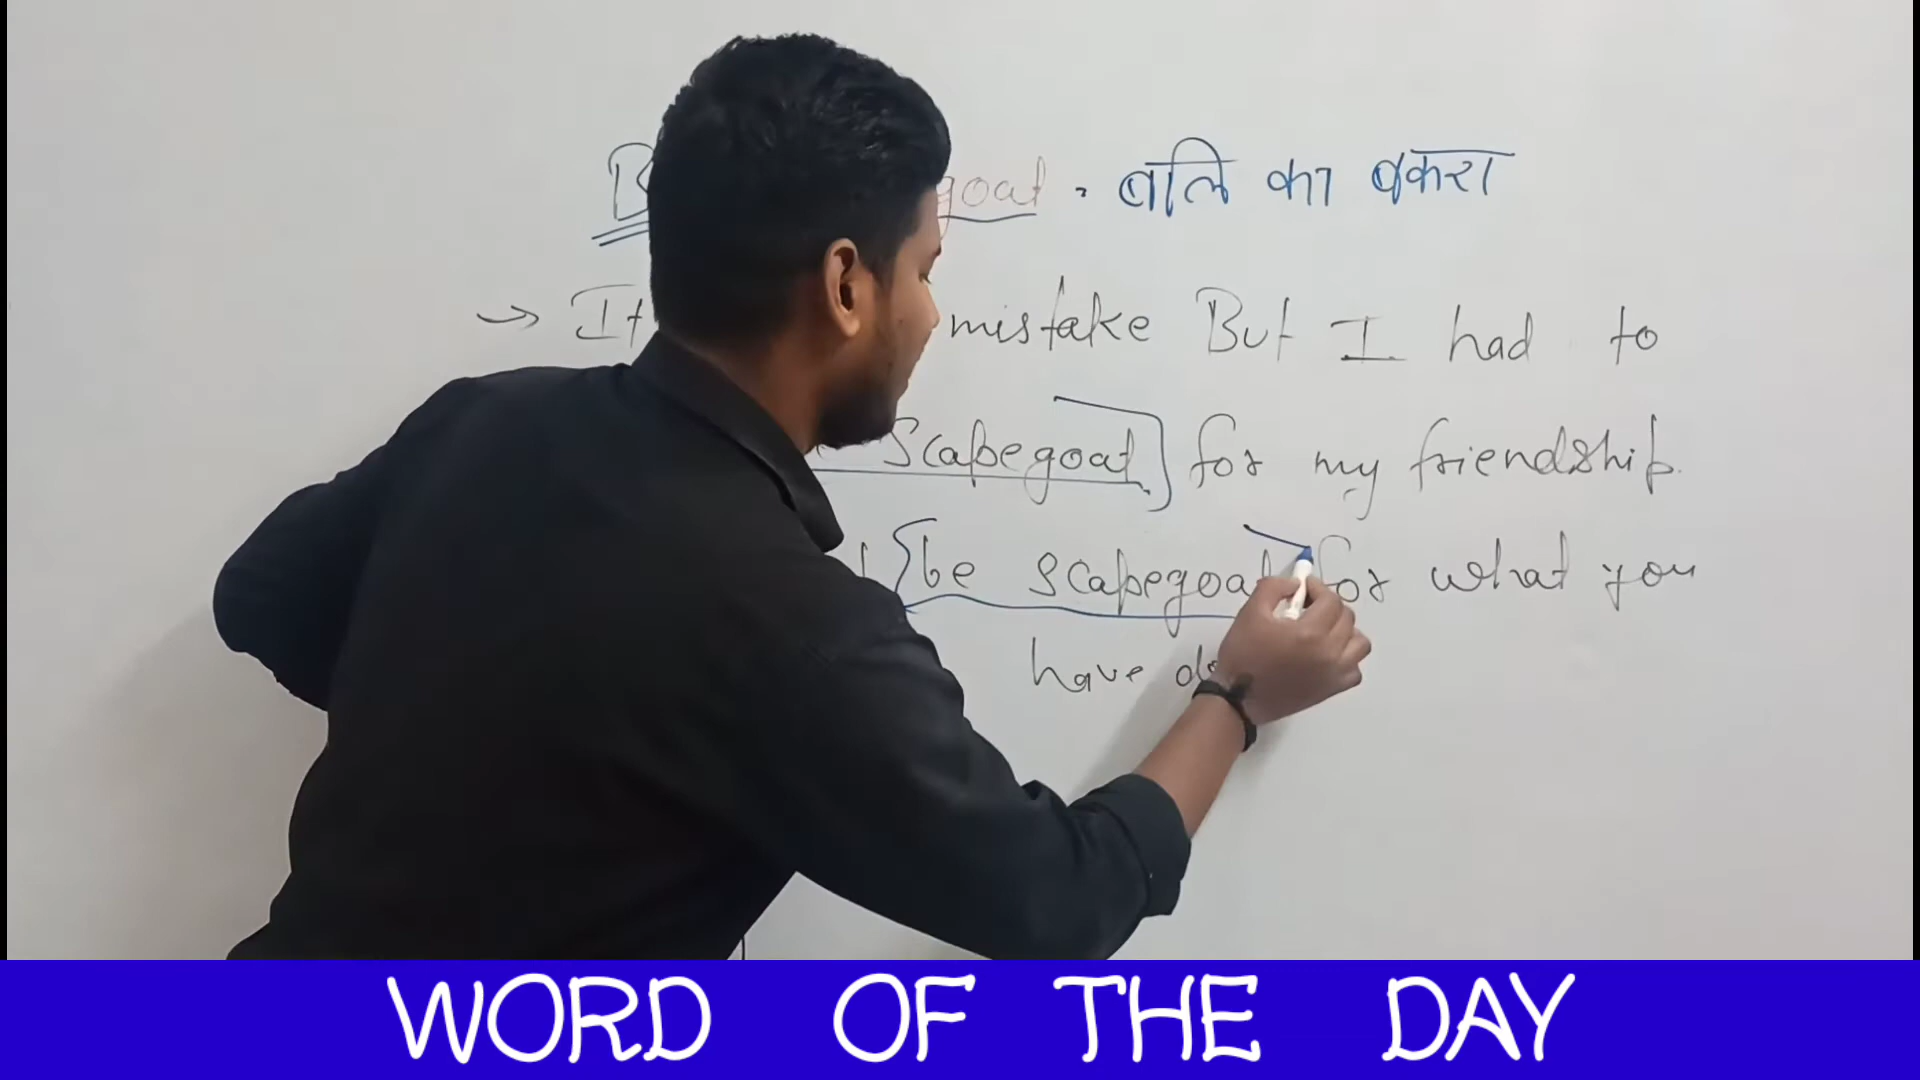 goat बलि का बकरा
→ It mistake But I had to
Scapegoat] for my friendship.
{be scapegoat for what you
have do
WORD OF THE DAY